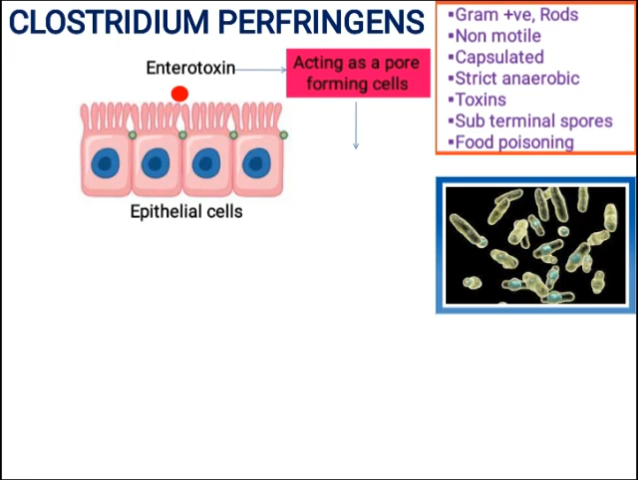 CLOSTRIDIUM PERFRINGENS
Enterotoxin
Acting as a pore
forming cells
Epithelial cells
▪Gram +ve, Rods
▪Non motile
▪Capsulated
▪Strict anaerobic
▪Toxins
▪Sub terminal spores
▪Food poisoning